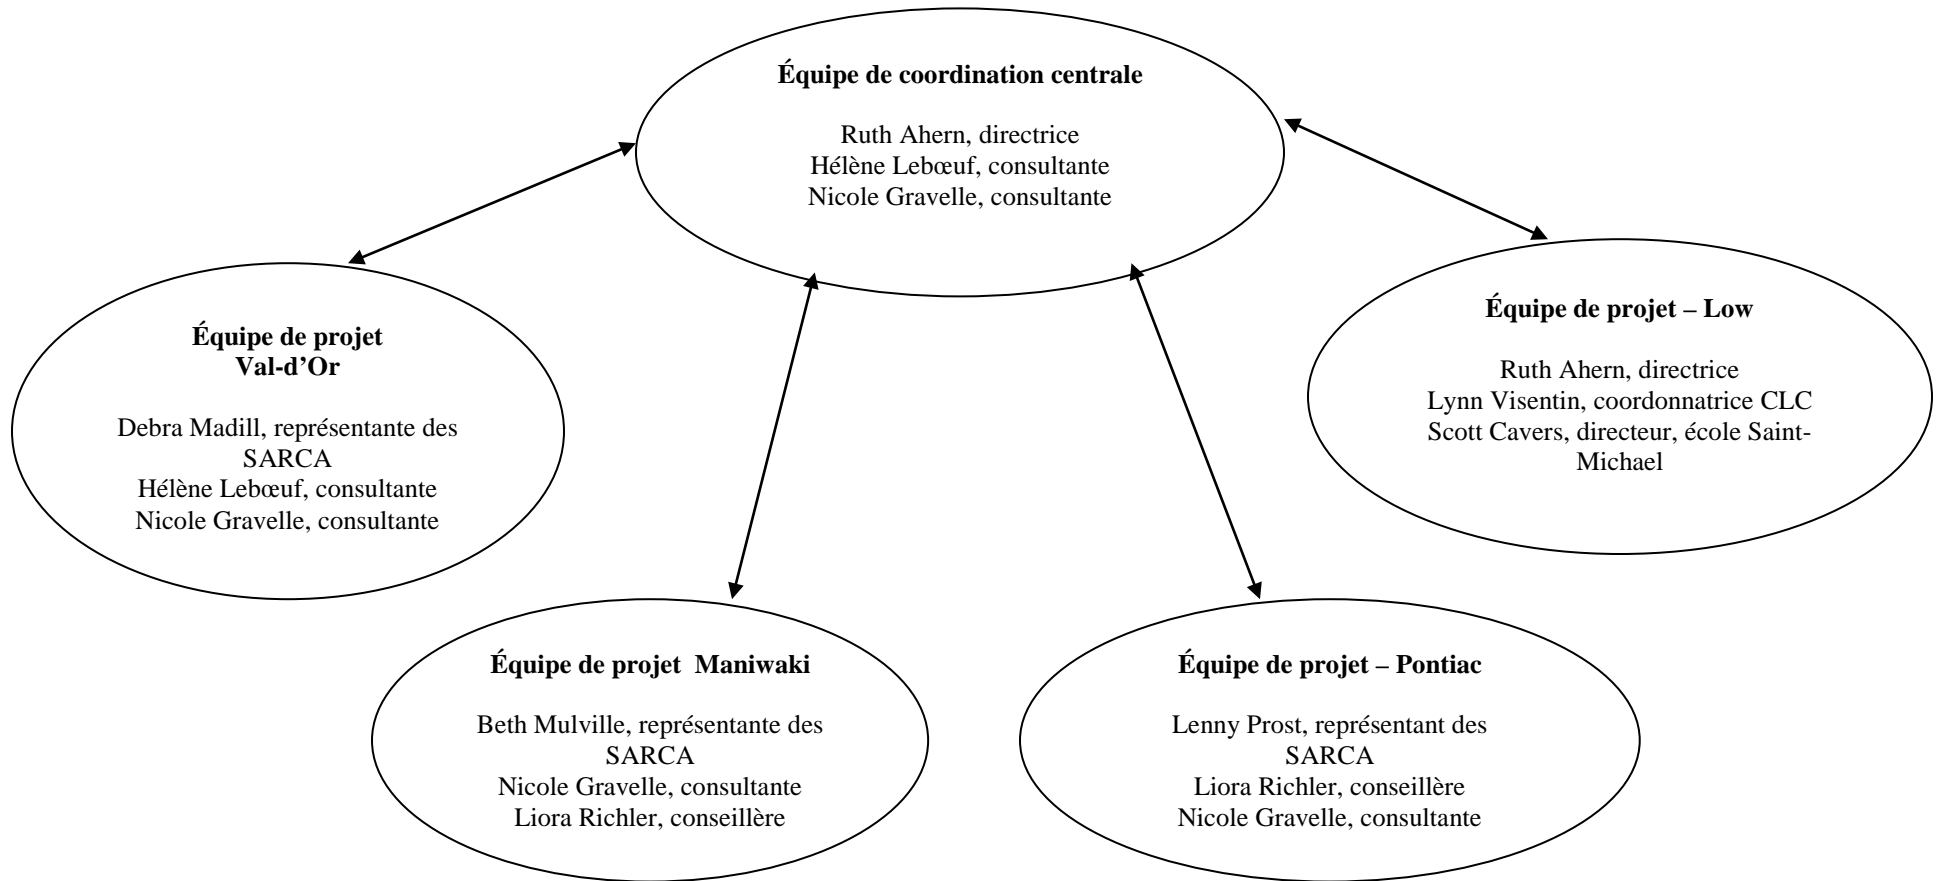 Équipe de coordination centrale
Ruth Ahern, directrice
Hélène Lebœuf, consultante
Nicole Gravelle, consultante
Équipe de projet
Val-d’Or
Debra Madill, représentante des
SARCA
Hélène Lebœuf, consultante
Nicole Gravelle, consultante
Équipe de projet – Low
Ruth Ahern, directrice
Lynn Visentin, coordonnatrice CLC
Scott Cavers, directeur, école Saint-
Michael
Équipe de projet  Maniwaki
Beth Mulville, représentante des
SARCA
Nicole Gravelle, consultante
Liora Richler, conseillère
Équipe de projet – Pontiac
Lenny Prost, représentant des
SARCA
Liora Richler, conseillère
Nicole Gravelle, consultante